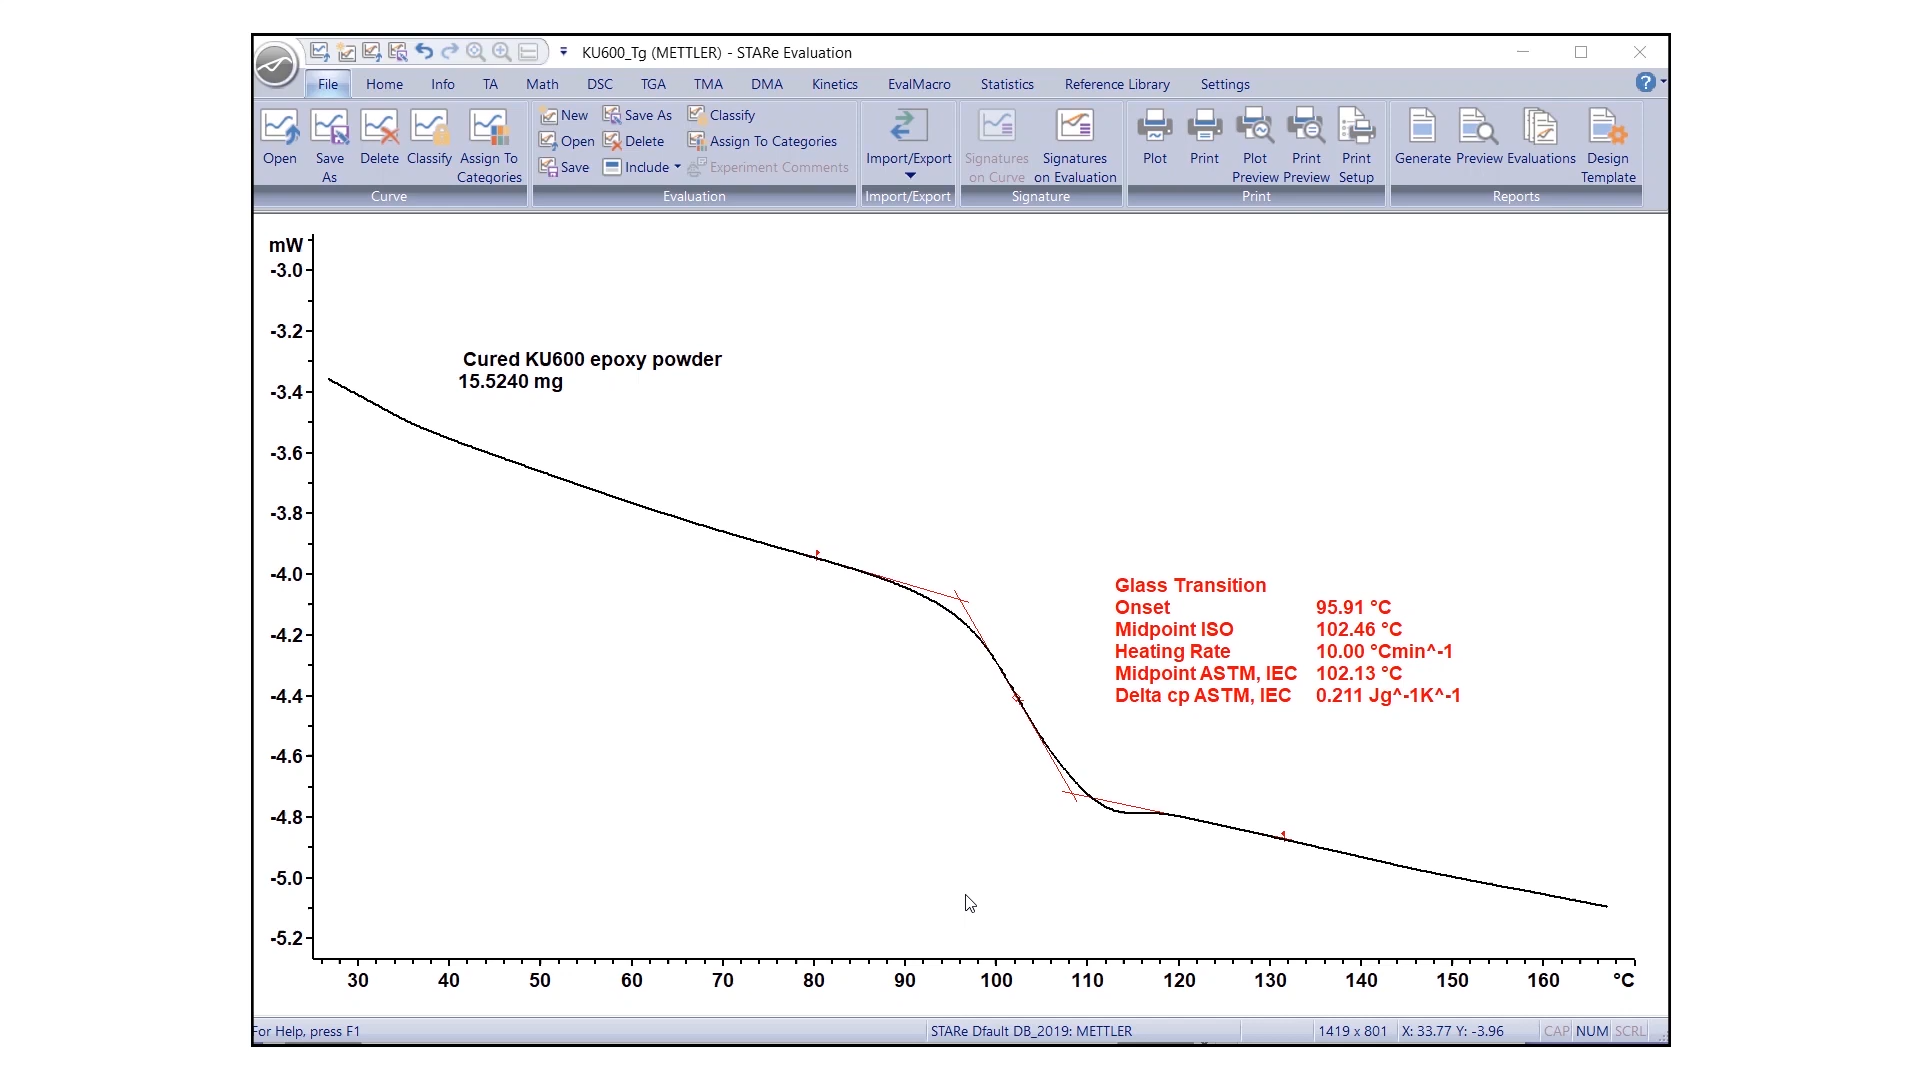 KU600_Tg (METTLER) - STARe Evaluation
File Home Info TA Math DSC TGA TMA DMA Kinetics EvalMacro Statistics Reference Library Settings
Open Save As Delete Classify Assign To Categories
Curve
New Save As Classify
Open Delete Assign To Categories
Save Include Experiment Comments
Evaluation
Import/Export
Import/Export
Signatures on Curve Signatures on Evaluation
Signature
Plot Print Plot Preview Print Preview Print Setup
Print
Generate Preview Evaluations Design Template
Reports
mW
-3.0
-3.2
-3.4
-3.6
-3.8
-4.0
-4.2
-4.4
-4.6
-4.8
-5.0
-5.2
Cured KU600 epoxy powder
15.5240 mg
Glass Transition
Onset 95.91 °C
Midpoint ISO 102.46 °C
Heating Rate 10.00 °Cmin^-1
Midpoint ASTM, IEC 102.13 °C
Delta cp ASTM, IEC 0.211 Jg^-1K^-1
30 40 50 60 70 80 90 100 110 120 130 140 150 160 °C
For Help, press F1 STARe Dfault DB_2019: METTLER 1419 x 801 X: 33.77 Y: -3.96 CAP NUM SCRL